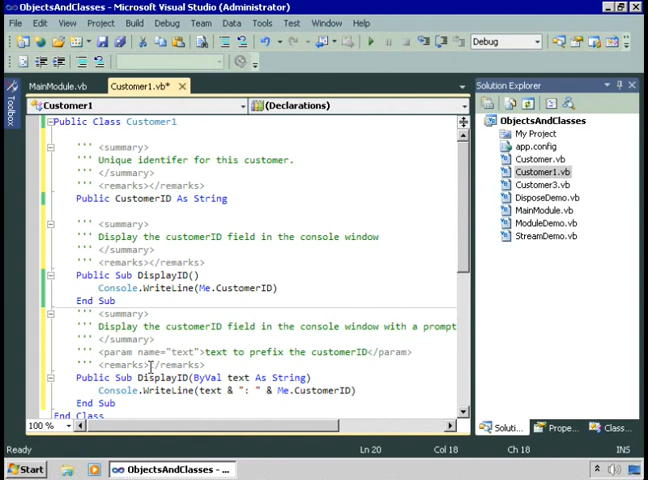 ObjectsAndClasses - Microsoft Visual Studio (Administrator)
File Edit View Project Build Debug Team Data Tools Test Window Help
Debug
MainModule.vb Customer1.vb*
Customer1 (Declarations)
Public Class Customer1
''' <summary>
''' Unique identifer for this customer.
''' </summary>
''' <remarks></remarks>
Public CustomerID As String
''' <summary>
''' Display the customerID field in the console window
''' </summary>
''' <remarks></remarks>
Public Sub DisplayID()
Console.WriteLine(Me.CustomerID)
End Sub
''' <summary>
''' Display the customerID field in the console window with a prompt
''' </summary>
''' <param name="text">text to prefix the customerID</param>
''' <remarks></remarks>
Public Sub DisplayID(ByVal text As String)
Console.WriteLine(text & ": " & Me.CustomerID)
End Sub
End Class
100 %
Toolbox
Solution Explorer
ObjectsAndClasses
My Project
app.config
Customer.vb
Customer1.vb
Customer3.vb
DisposeDemo.vb
MainModule.vb
ModuleDemo.vb
StreamDemo.vb
Soluti... Prope... Class...
Ready Ln 20 Col 18 Ch 18 INS
Start ObjectsAndClasses - ...